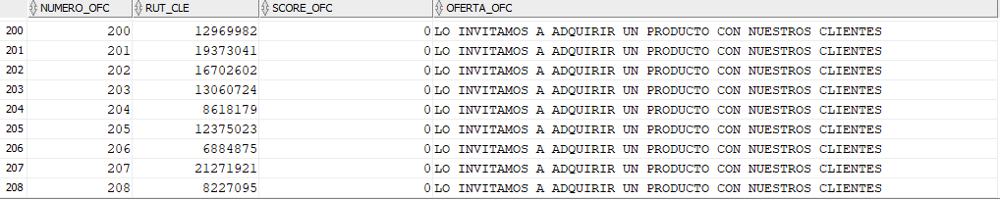 NUMERO_OFC RUT_CLE SCORE_OFC OFERTA_OFC
200 200 12969982 0 LO INVITAMOS A ADQUIRIR UN PRODUCTO CON NUESTROS CLIENTES
201 201 19373041 0 LO INVITAMOS A ADQUIRIR UN PRODUCTO CON NUESTROS CLIENTES
202 202 16702602 0 LO INVITAMOS A ADQUIRIR UN PRODUCTO CON NUESTROS CLIENTES
203 203 13060724 0 LO INVITAMOS A ADQUIRIR UN PRODUCTO CON NUESTROS CLIENTES
204 204 8618179 0 LO INVITAMOS A ADQUIRIR UN PRODUCTO CON NUESTROS CLIENTES
205 205 12375023 0 LO INVITAMOS A ADQUIRIR UN PRODUCTO CON NUESTROS CLIENTES
206 206 6884875 0 LO INVITAMOS A ADQUIRIR UN PRODUCTO CON NUESTROS CLIENTES
207 207 21271921 0 LO INVITAMOS A ADQUIRIR UN PRODUCTO CON NUESTROS CLIENTES
208 208 8227095 0 LO INVITAMOS A ADQUIRIR UN PRODUCTO CON NUESTROS CLIENTES